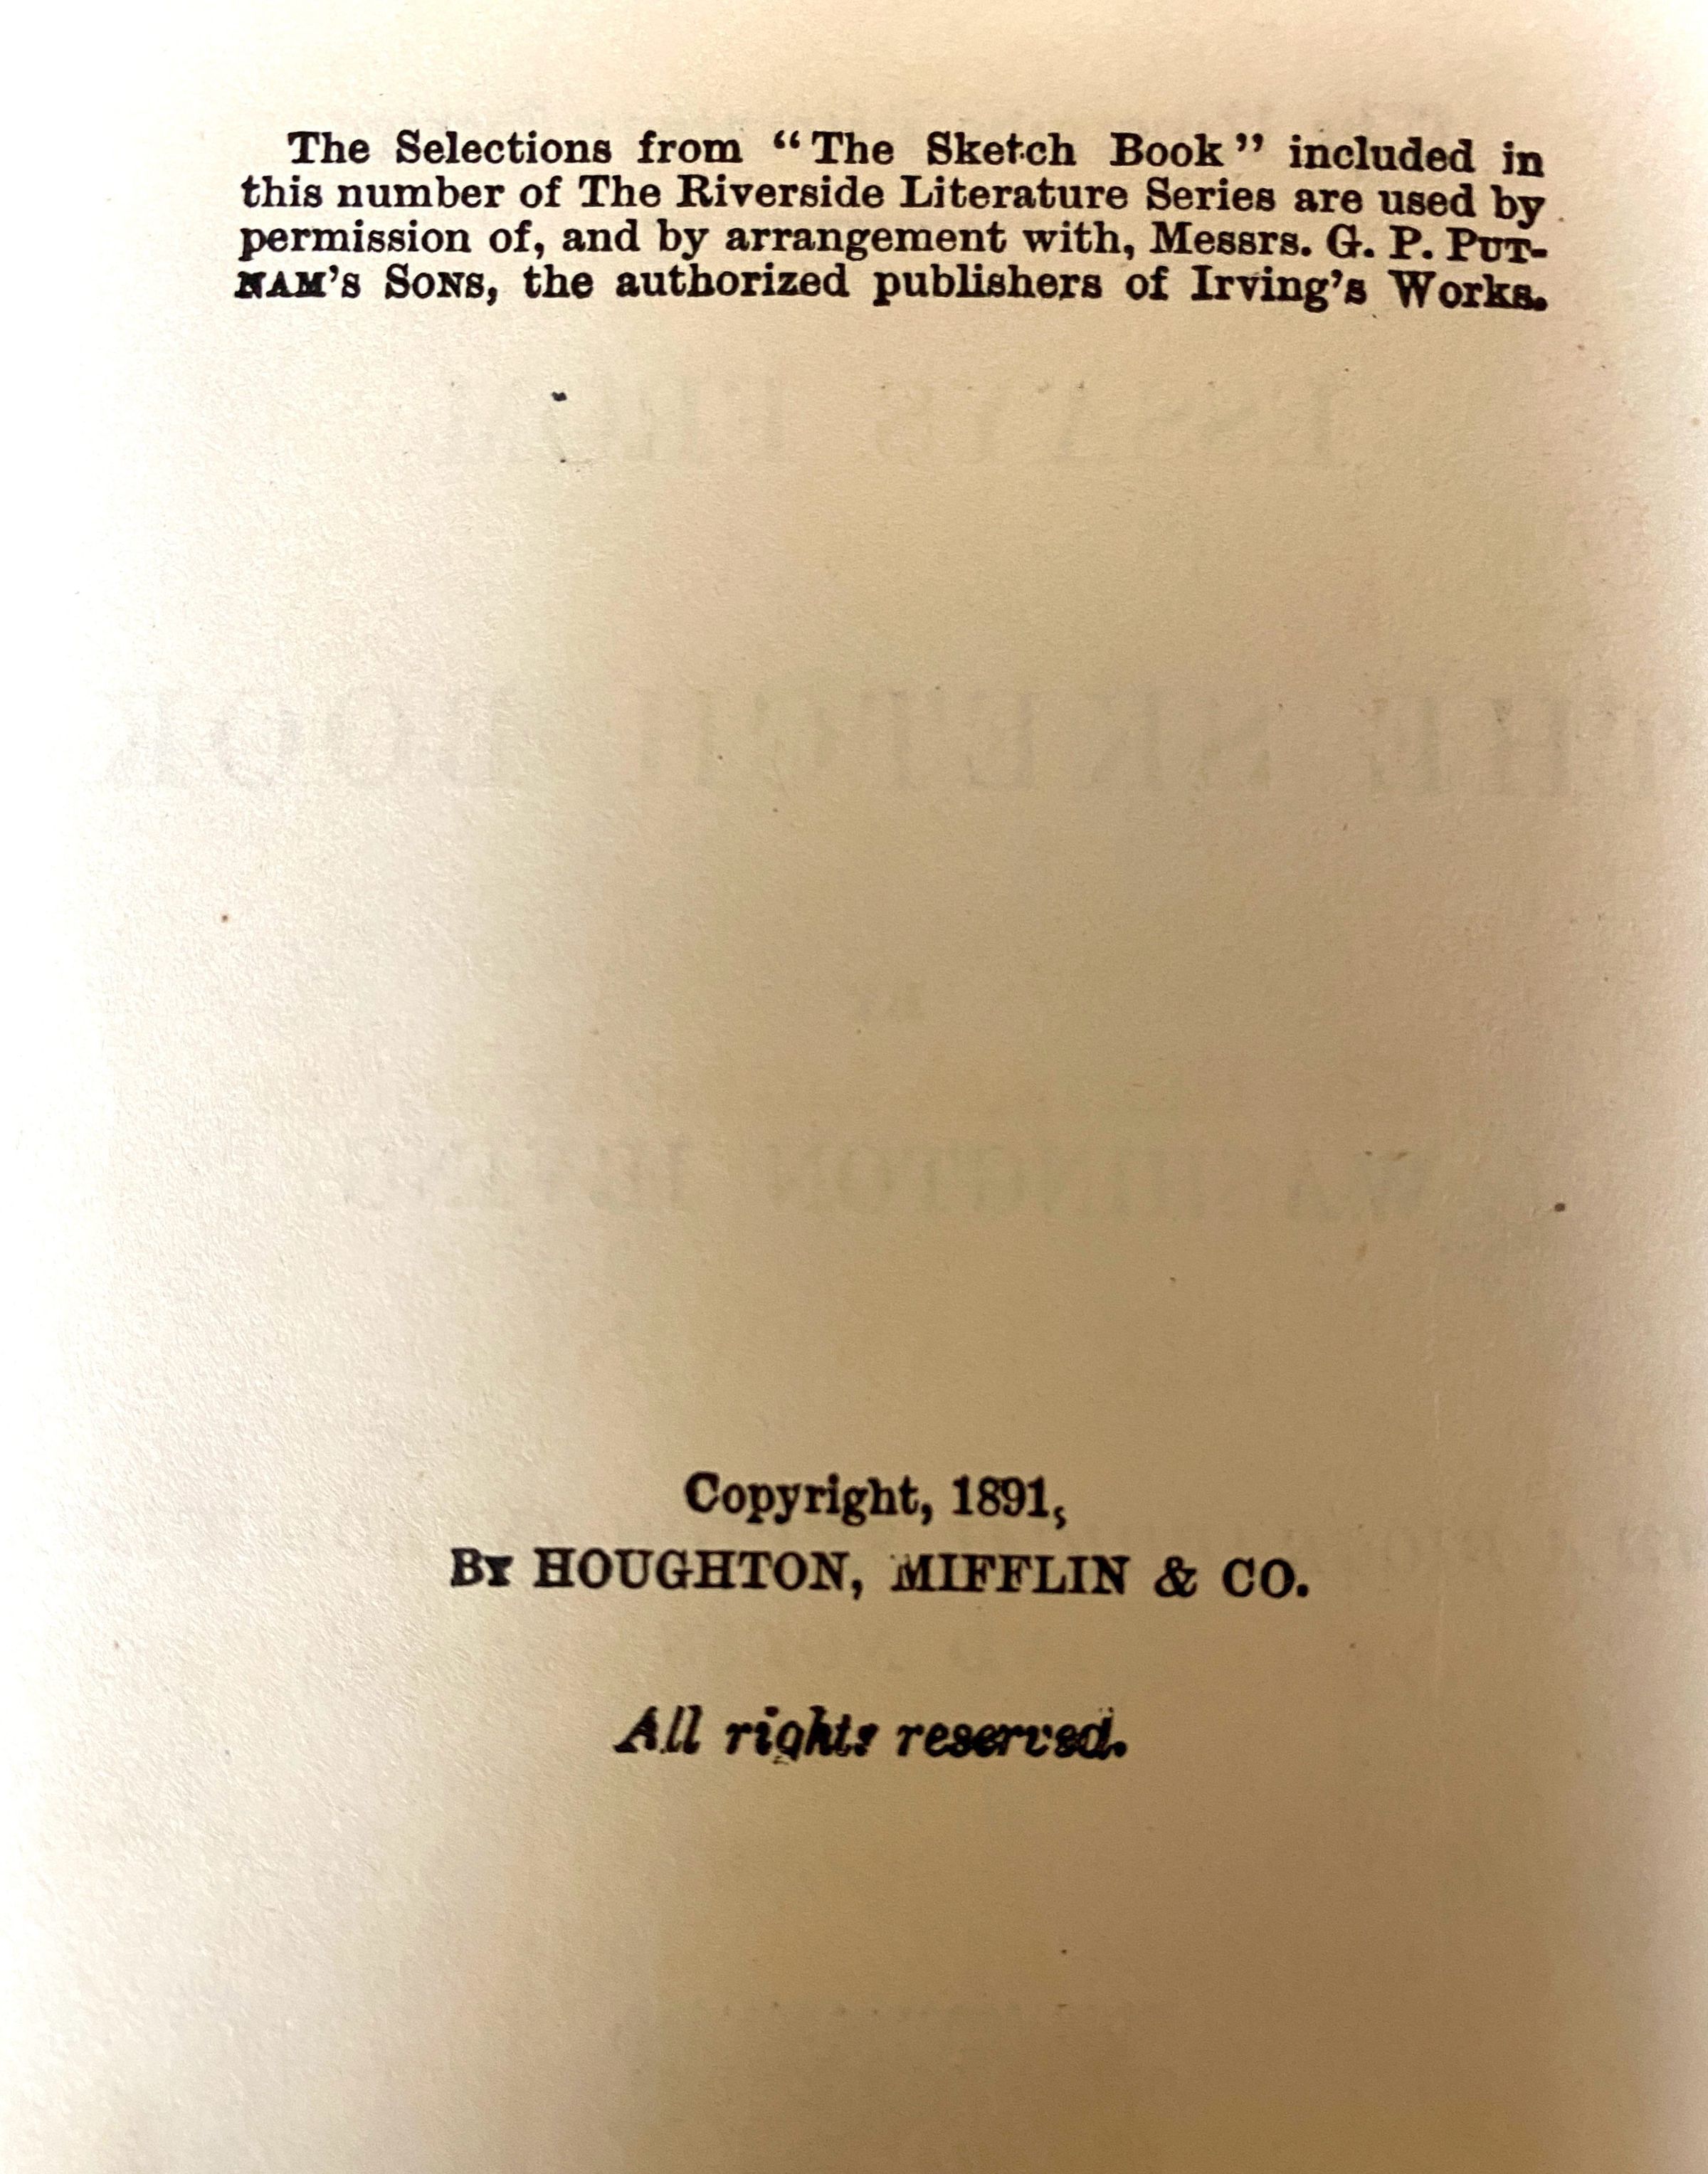 The Selections from “The Sketch Book” included in
this number of The Riverside Literature Series are used by
permission of, and by arrangement with, Messrs. G. P. PUT-
NAM'S SONS, the authorized publishers of Irving's Works.
Copyright, 1891,
BY HOUGHTON, MIFFLIN & CO.
All rights reserved.